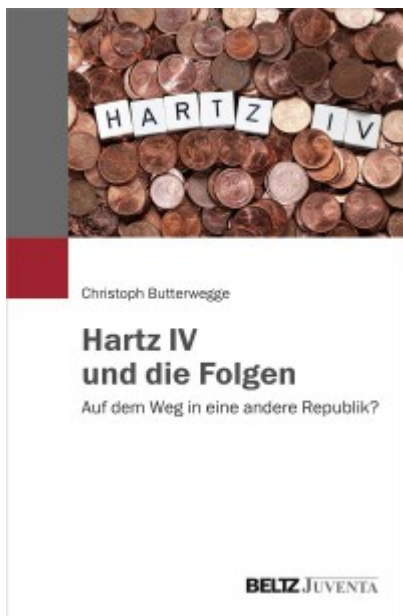 HARTZ IV
Christoph Butterwegge
Hartz IV
und die Folgen
Auf dem Weg in eine andere Republik?
BELTZ JUVENTA